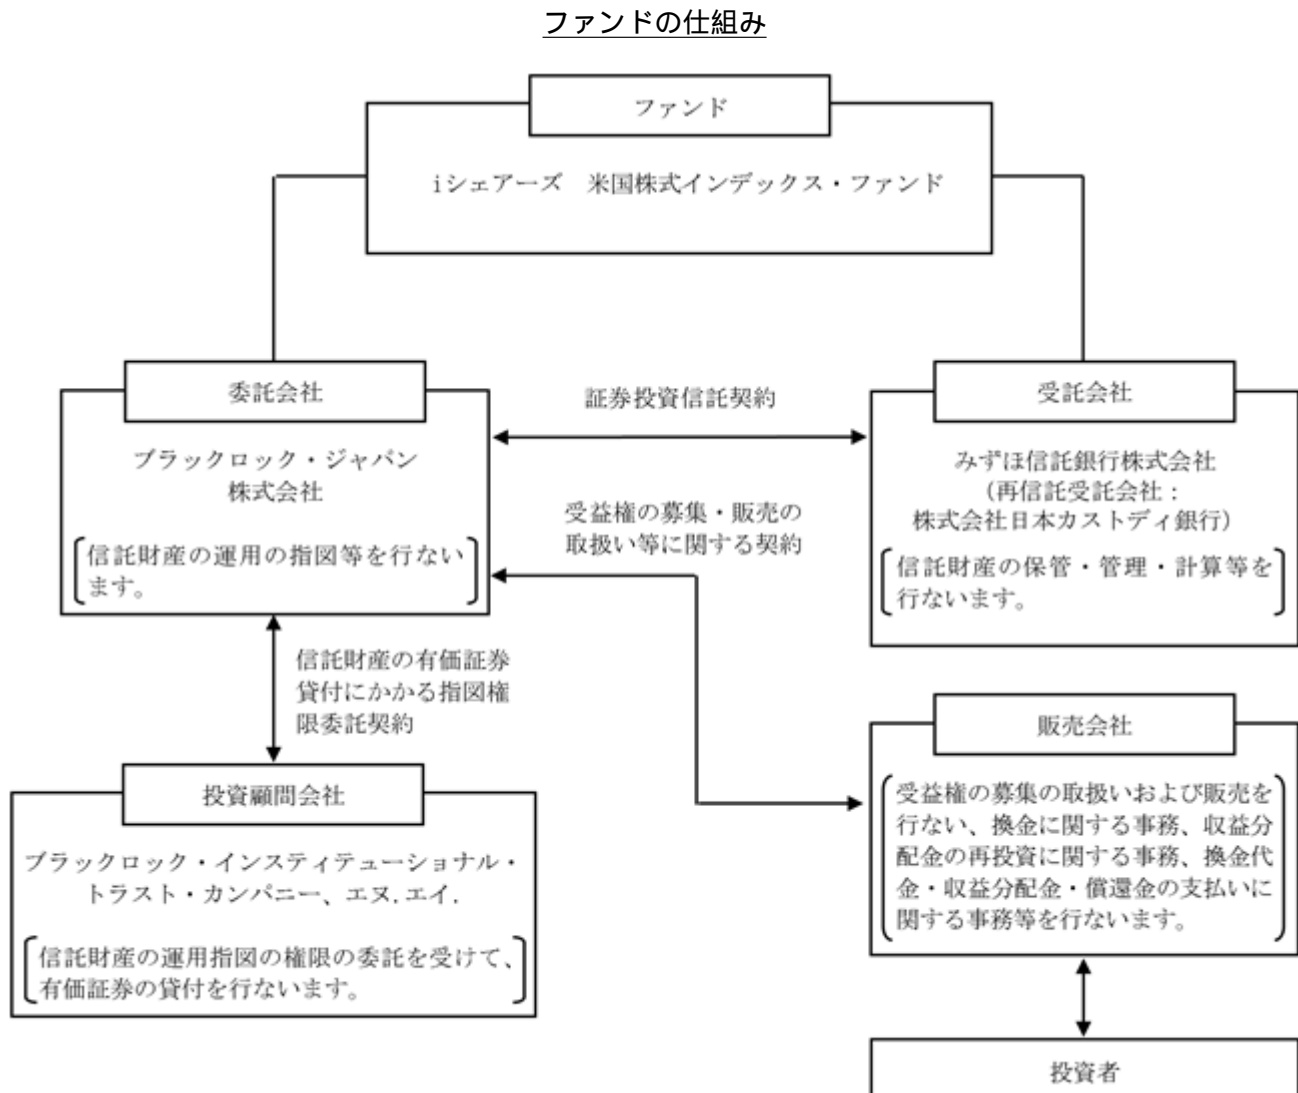 ファンドの仕組み
ファンド
iシェアーズ　米国株式インデックス・ファンド
委託会社
ブラックロック・ジャパン
株式会社
信託財産の運用の指図等を行ない
ます。
証券投資信託契約
受益権の募集・販売の
取扱い等に関する契約
受託会社
みずほ信託銀行株式会社
（再信託受託会社：
株式会社日本カストディ銀行）
信託財産の保管・管理・計算等を
行ないます。
信託財産の有価証券
貸付にかかる指図権
限委託契約
投資顧問会社
ブラックロック・インスティテューショナル・
トラスト・カンパニー、エヌ.エイ.
信託財産の運用指図の権限の委託を受けて、
有価証券の貸付を行ないます。
販売会社
受益権の募集の取扱いおよび販売を
行ない、換金に関する事務、収益分
配金の再投資に関する事務、換金代
金・収益分配金・償還金の支払いに
関する事務等を行ないます。
投資者